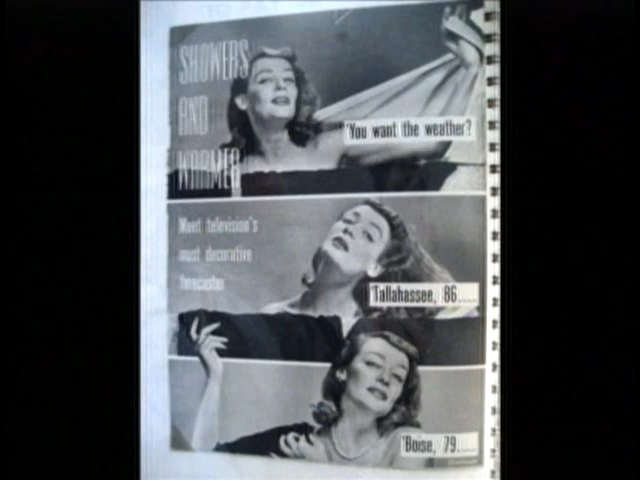 SHOWERS
AND
WARMER
'You want the weather?
Meet television's
most decorative
forecaster
'Tallahassee, 86.....
'Boise, 79.....